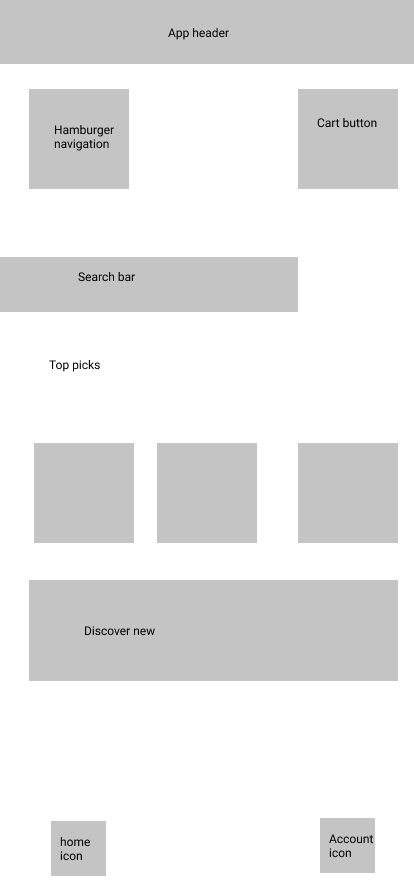 App header
Hamburger
navigation
Cart button
Search bar
Top picks
Discover new
home
icon
Account
icon